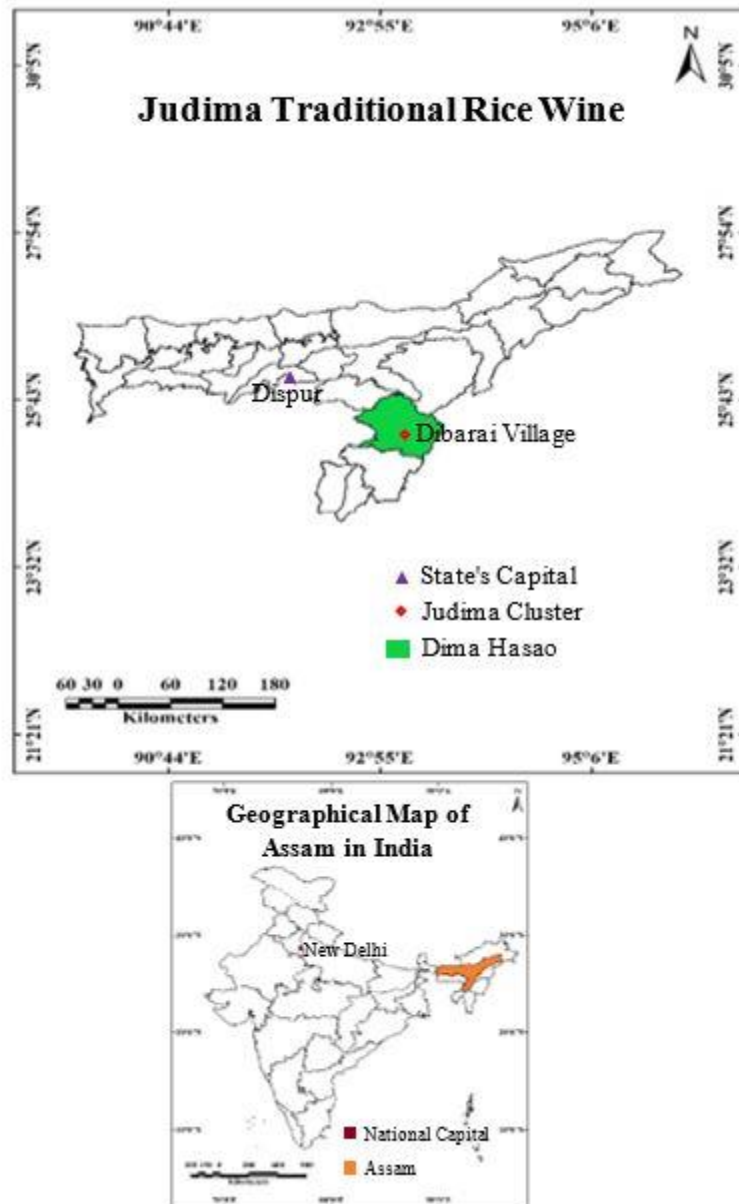 90°44'E 92°55'E 95°6'E
N
30°5'N 30°5'N
Judima Traditional Rice Wine
27°54'N 27°54'N
Dispur
25°43'N 25°43'N
Dibarai Village
State's Capital
23°32'N 23°32'N
Judima Cluster
Dima Hasao
60 30 0 60 120 180
Kilometers
21°21'N 21°21'N
90°44'E 92°55'E 95°6'E
Geographical Map of
Assam in India
New Delhi
National Capital
Assam